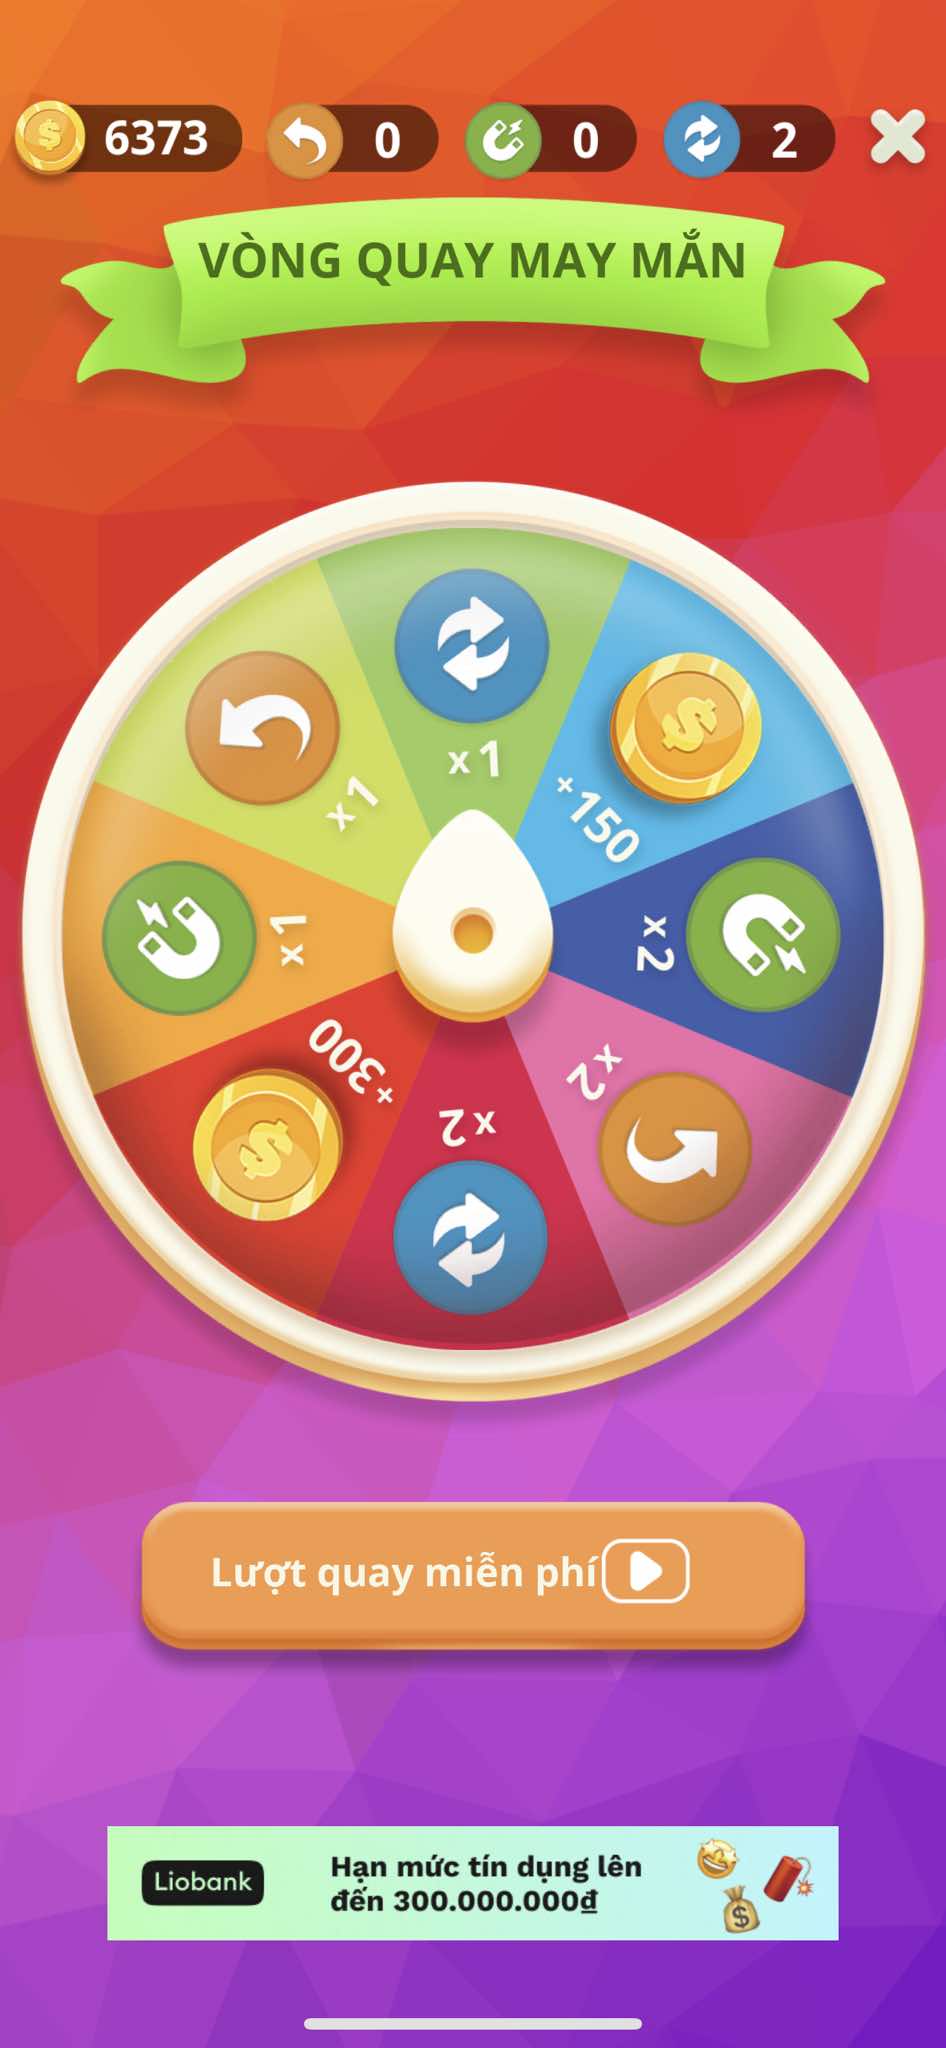 6373
0
0
2
VÒNG QUAY MAY MẮN
x1
x1
+150
x1
x2
+300
x2
x2
Lượt quay miễn phí
Liobank
Hạn mức tín dụng lên
đến 300.000.000₫